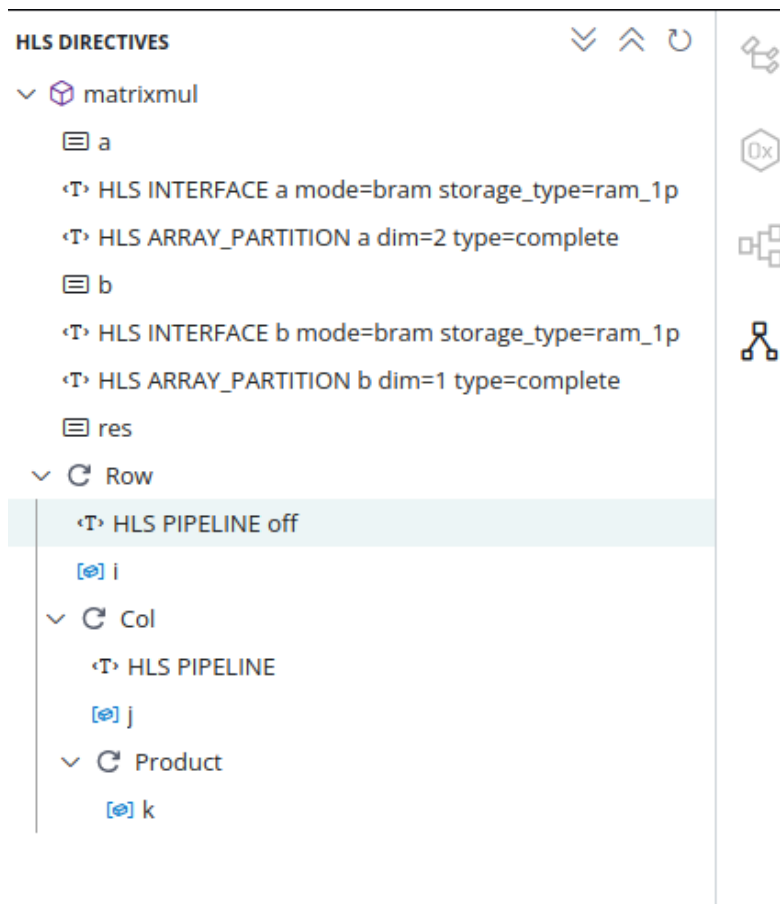 HLS DIRECTIVES
matrixmul
a
HLS INTERFACE a mode=bram storage_type=ram_1p
HLS ARRAY_PARTITION a dim=2 type=complete
b
HLS INTERFACE b mode=bram storage_type=ram_1p
HLS ARRAY_PARTITION b dim=1 type=complete
res
Row
HLS PIPELINE off
i
Col
HLS PIPELINE
j
Product
k
0x